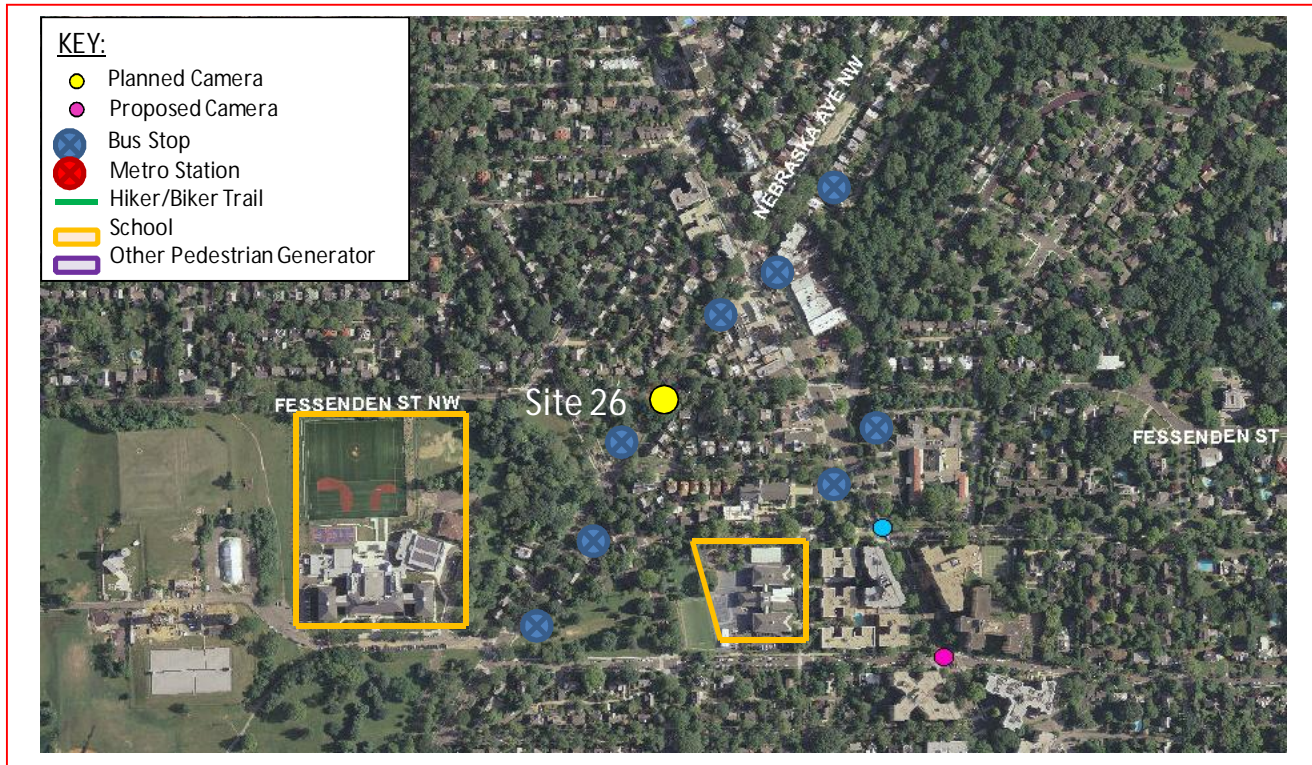 KEY:
Planned Camera
Proposed Camera
Bus Stop
Metro Station
Hiker/Biker Trail
School
Other Pedestrian Generator
NEBRASKA AVE NW
Site 26
FESSENDEN ST NW
FESSENDEN ST